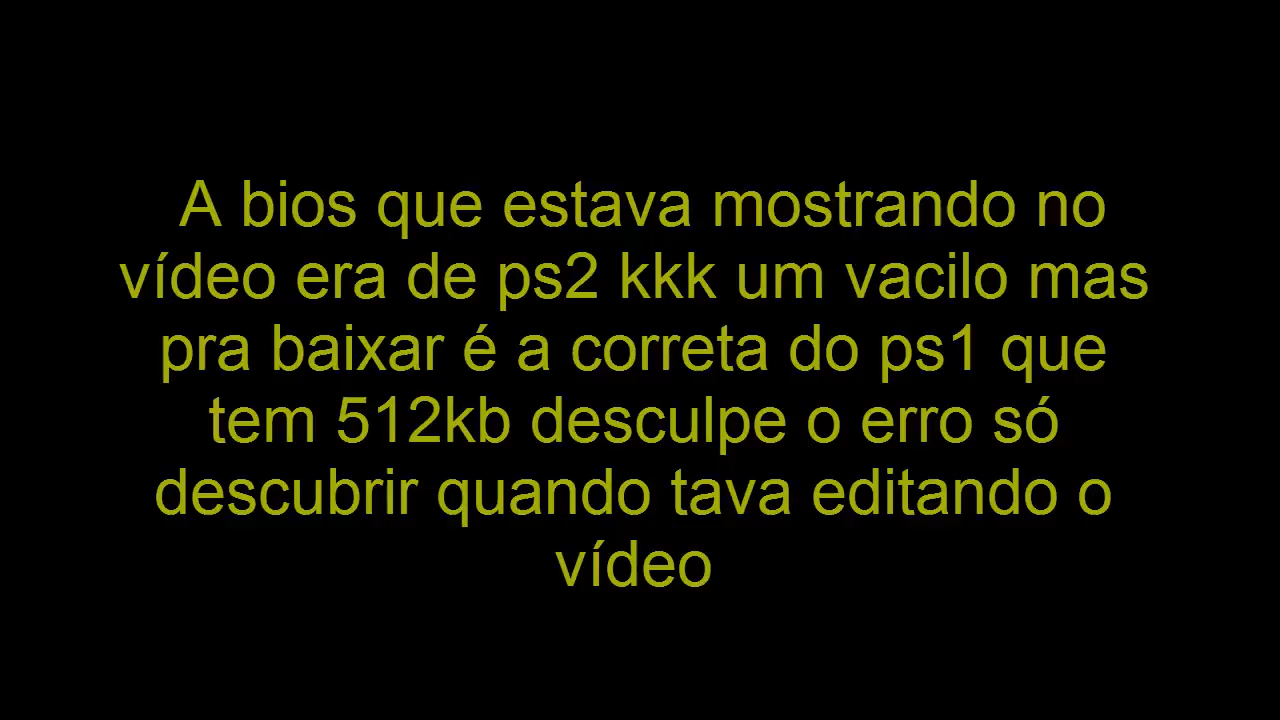 A bios que estava mostrando no
vídeo era de ps2 kkk um vacilo mas
pra baixar é a correta do ps1 que
tem 512kb desculpe o erro só
descubrir quando tava editando o
vídeo